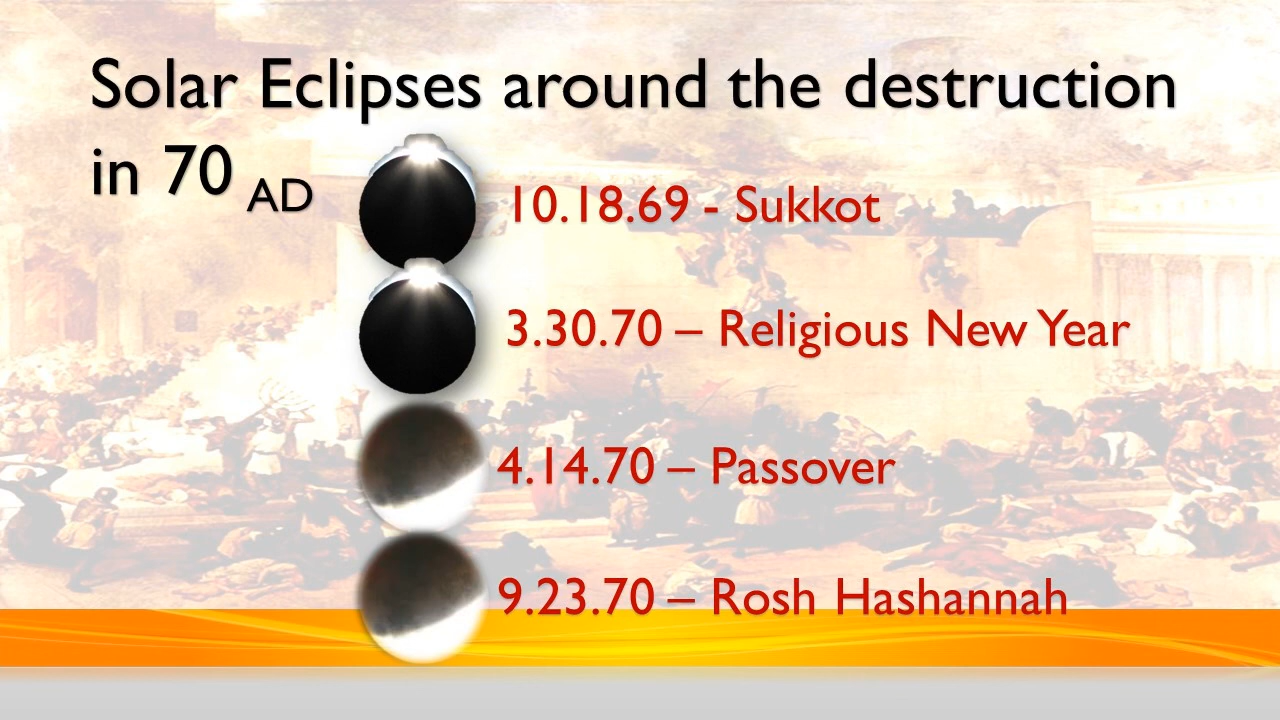 Solar Eclipses around the destruction
in 70 AD
10.18.69 - Sukkot
3.30.70 – Religious New Year
4.14.70 – Passover
9.23.70 – Rosh Hashannah